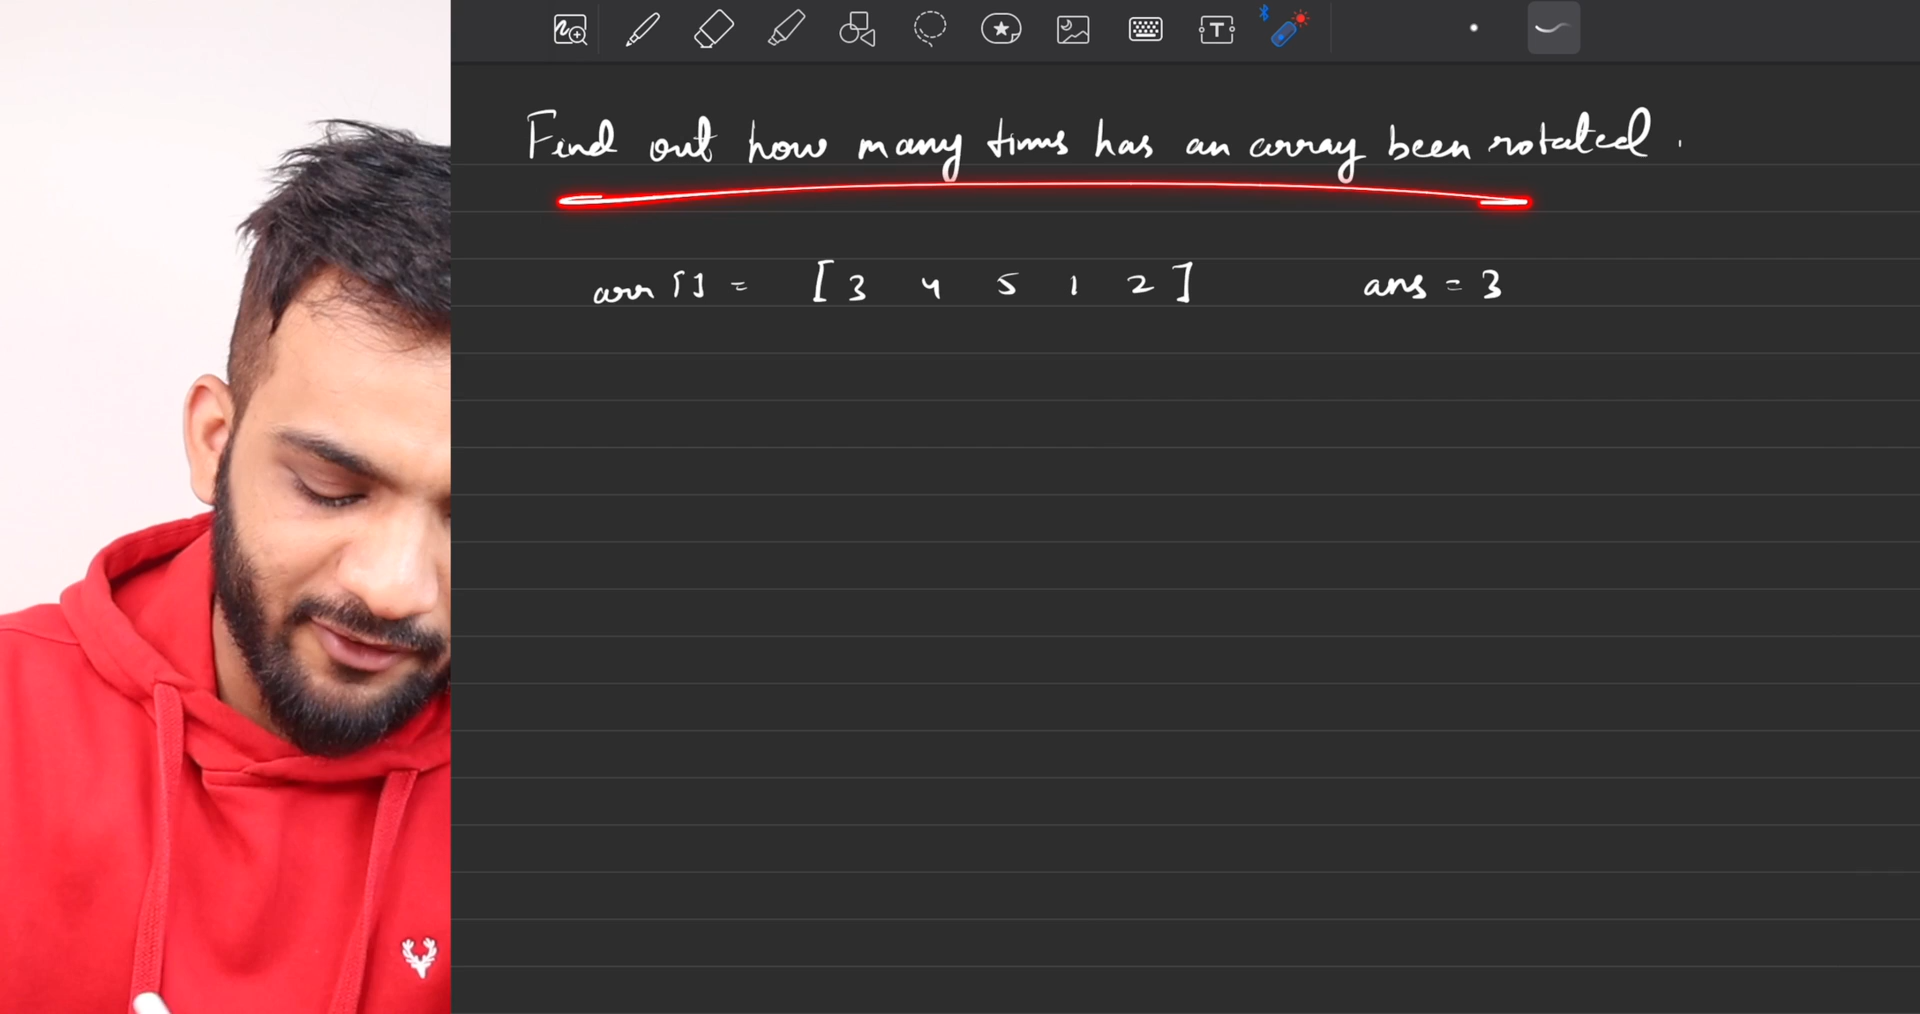 Find out how many times has an array been rotated.
arr[] = [3 4 5 1 2] ans = 3